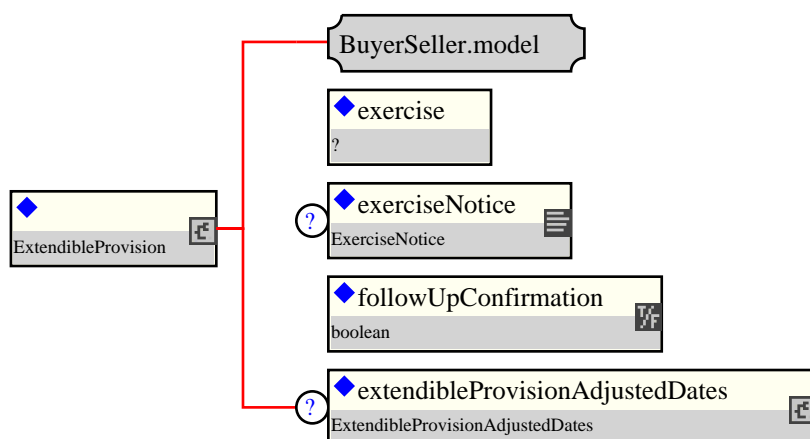 BuyerSeller.model
exercise
?
ExtendibleProvision
?
exerciseNotice
ExerciseNotice
followUpConfirmation
T/F
boolean
?
extendibleProvisionAdjustedDates
ExtendibleProvisionAdjustedDates